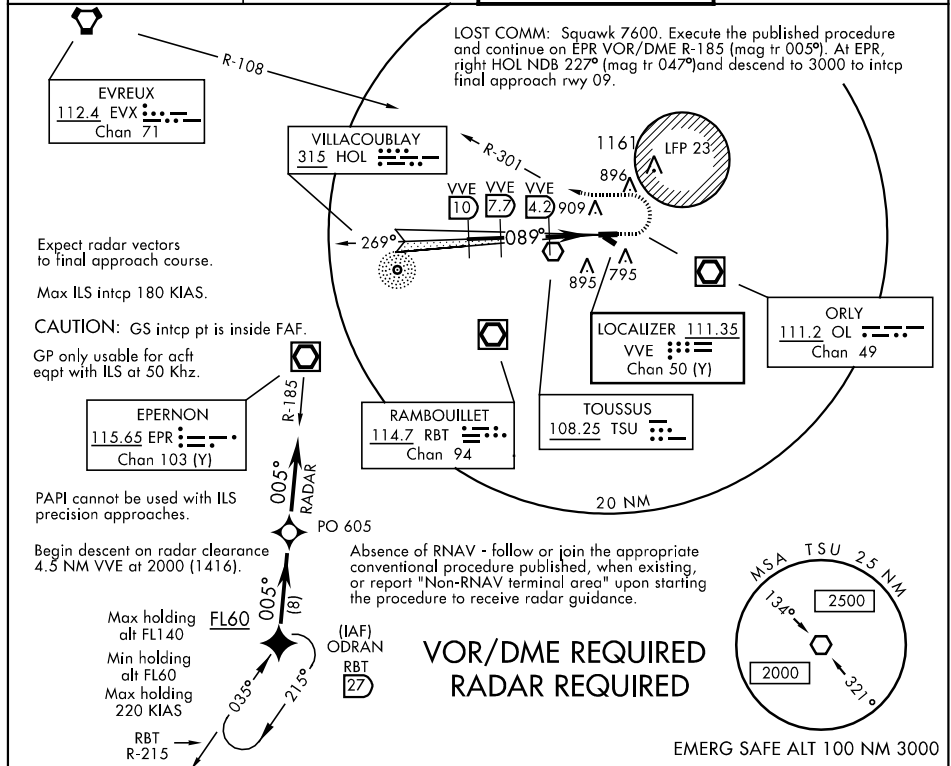 LOST COMM: Squawk 7600. Execute the published procedure
and continue on EPR VOR/DME R-185 (mag tr 005°). At EPR,
right HOL NDB 227° (mag tr 047°)and descend to 3000 to intcp
final approach rwy 09.
R-108
EVREUX
112.4 EVX
Chan 71
VILLACOUBLAY
315 HOL
R-301
1161
LFP 23
896
909
VVE
10
VVE
7.7
VVE
4.2
269°
089°
895
795
Expect radar vectors
to final approach course.
Max ILS intcp 180 KIAS.
CAUTION: GS intcp pt is inside FAF.
GP only usable for acft
eqpt with ILS at 50 Khz.
LOCALIZER 111.35
VVE
Chan 50 (Y)
ORLY
111.2 OL
Chan 49
EPERNON
115.65 EPR
Chan 103 (Y)
R-185
RAMBOUILLET
114.7 RBT
Chan 94
TOUSSUS
108.25 TSU
20 NM
005°
RADAR
PAPI cannot be used with ILS
precision approaches.
PO 605
Begin descent on radar clearance
4.5 NM VVE at 2000 (1416).
Absence of RNAV - follow or join the appropriate
conventional procedure published, when existing,
or report "Non-RNAV terminal area" upon starting
the procedure to receive radar guidance.
005°
(8)
Max holding
alt FL140
FL60
Min holding
alt FL60
Max holding
220 KIAS
(IAF)
ODRAN
RBT
27
035°
215°
RBT
R-215
VOR/DME REQUIRED
RADAR REQUIRED
MSA TSU 25 NM
134°
2500
2000
321°
EMERG SAFE ALT 100 NM 3000